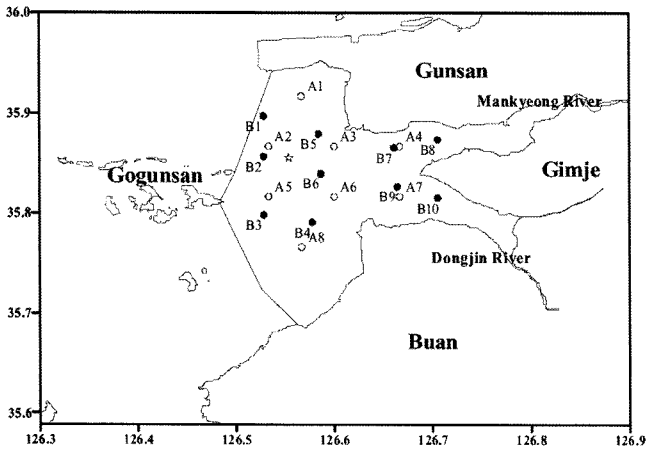 36.0
Gunsan
A1
Mankyeong River
35.9
B1
A2
B5
A3
A4
B7
B8
B2
Gogunsan
Gimje
A5
B6
A6
A7
B9
B10
35.8
B3
B4
A8
Dongjin River
35.7
Buan
35.6
126.3 126.4 126.5 126.6 126.7 126.8 126.9